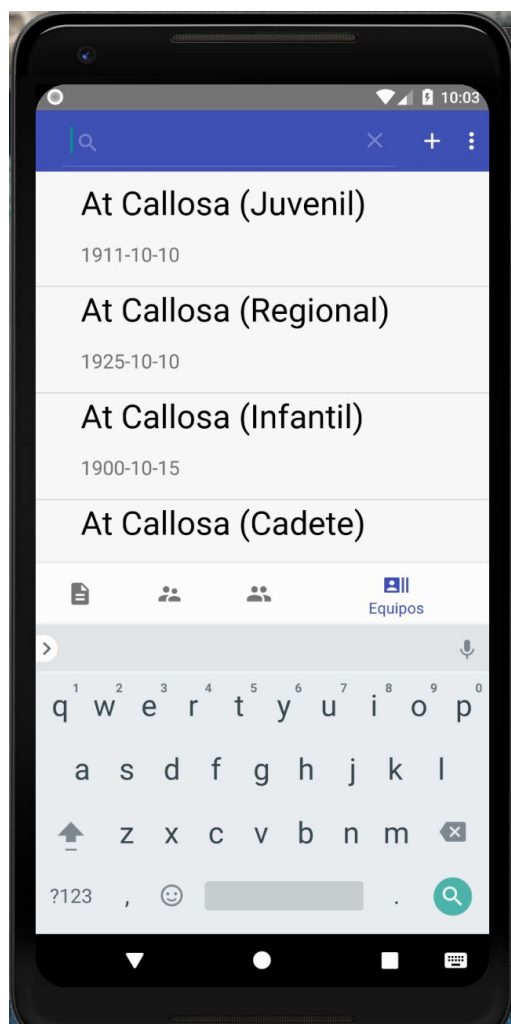 10:03
At Callosa (Juvenil)
1911-10-10
At Callosa (Regional)
1925-10-10
At Callosa (Infantil)
1900-10-15
At Callosa (Cadete)
Equipos
1 2 3 4 5 6 7 8 9 0
q w e r t y u i o p
a s d f g h j k l
z x c v b n m
?123 , .